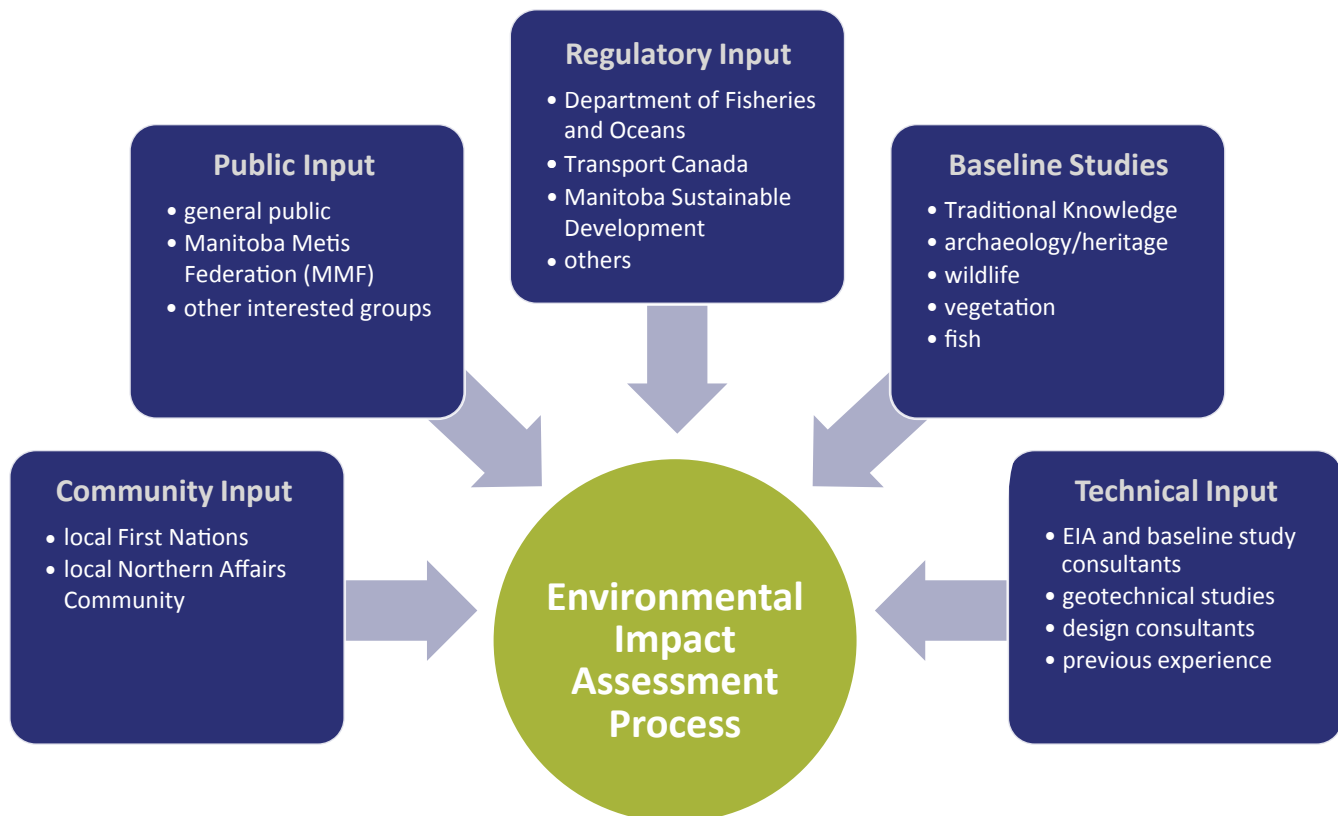 Regulatory Input
• Department of Fisheries
and Oceans
• Transport Canada
• Manitoba Sustainable
Development
• others
Public Input
• general public
• Manitoba Metis
Federation (MMF)
• other interested groups
Baseline Studies
• Traditional Knowledge
• archaeology/heritage
• wildlife
• vegetation
• fish
Community Input
• local First Nations
• local Northern Affairs
Community
Technical Input
• EIA and baseline study
consultants
• geotechnical studies
• design consultants
• previous experience
Environmental
Impact
Assessment
Process